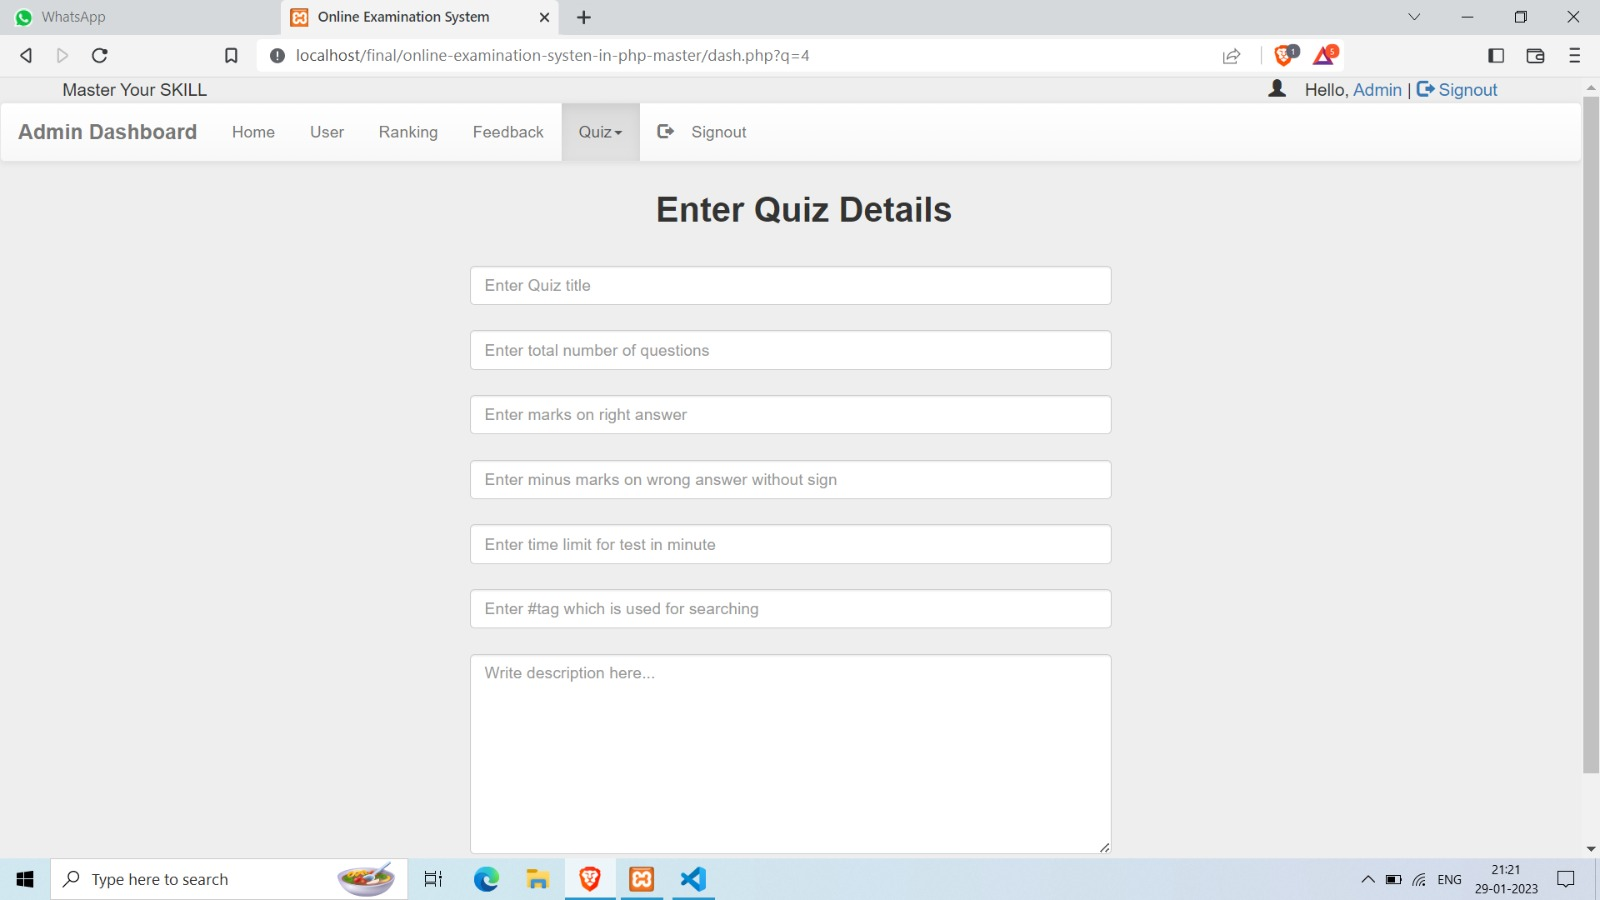 WhatsApp
Online Examination System
localhost/final/online-examination-systen-in-php-master/dash.php?q=4
1
5
Master Your SKILL
Hello, Admin | Signout
Admin Dashboard Home User Ranking Feedback Quiz Signout
Enter Quiz Details
Enter Quiz title
Enter total number of questions
Enter marks on right answer
Enter minus marks on wrong answer without sign
Enter time limit for test in minute
Enter #tag which is used for searching
Write description here...
Type here to search
ENG
21:21
29-01-2023